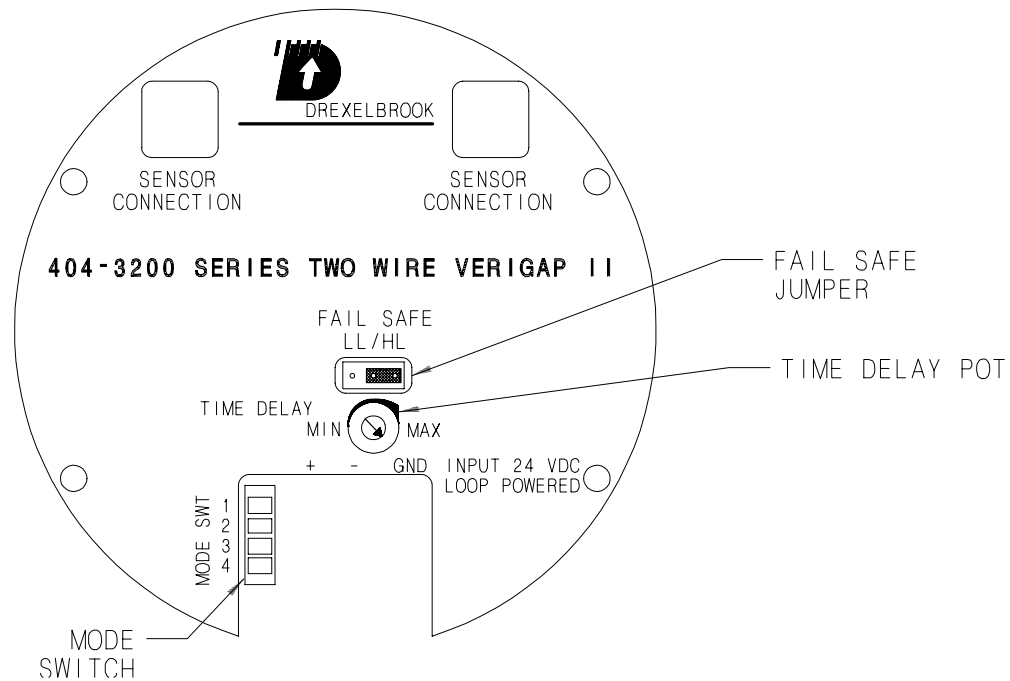 DREXELBROOK
SENSOR
CONNECTION
SENSOR
CONNECTION
404-3200 SERIES TWO WIRE VERIGAP II
FAIL SAFE
JUMPER
FAIL SAFE
LL/HL
TIME DELAY POT
TIME DELAY
MIN
MAX
+ - GND INPUT 24 VDC
LOOP POWERED
MODE SWT
1
2
3
4
MODE
SWITCH